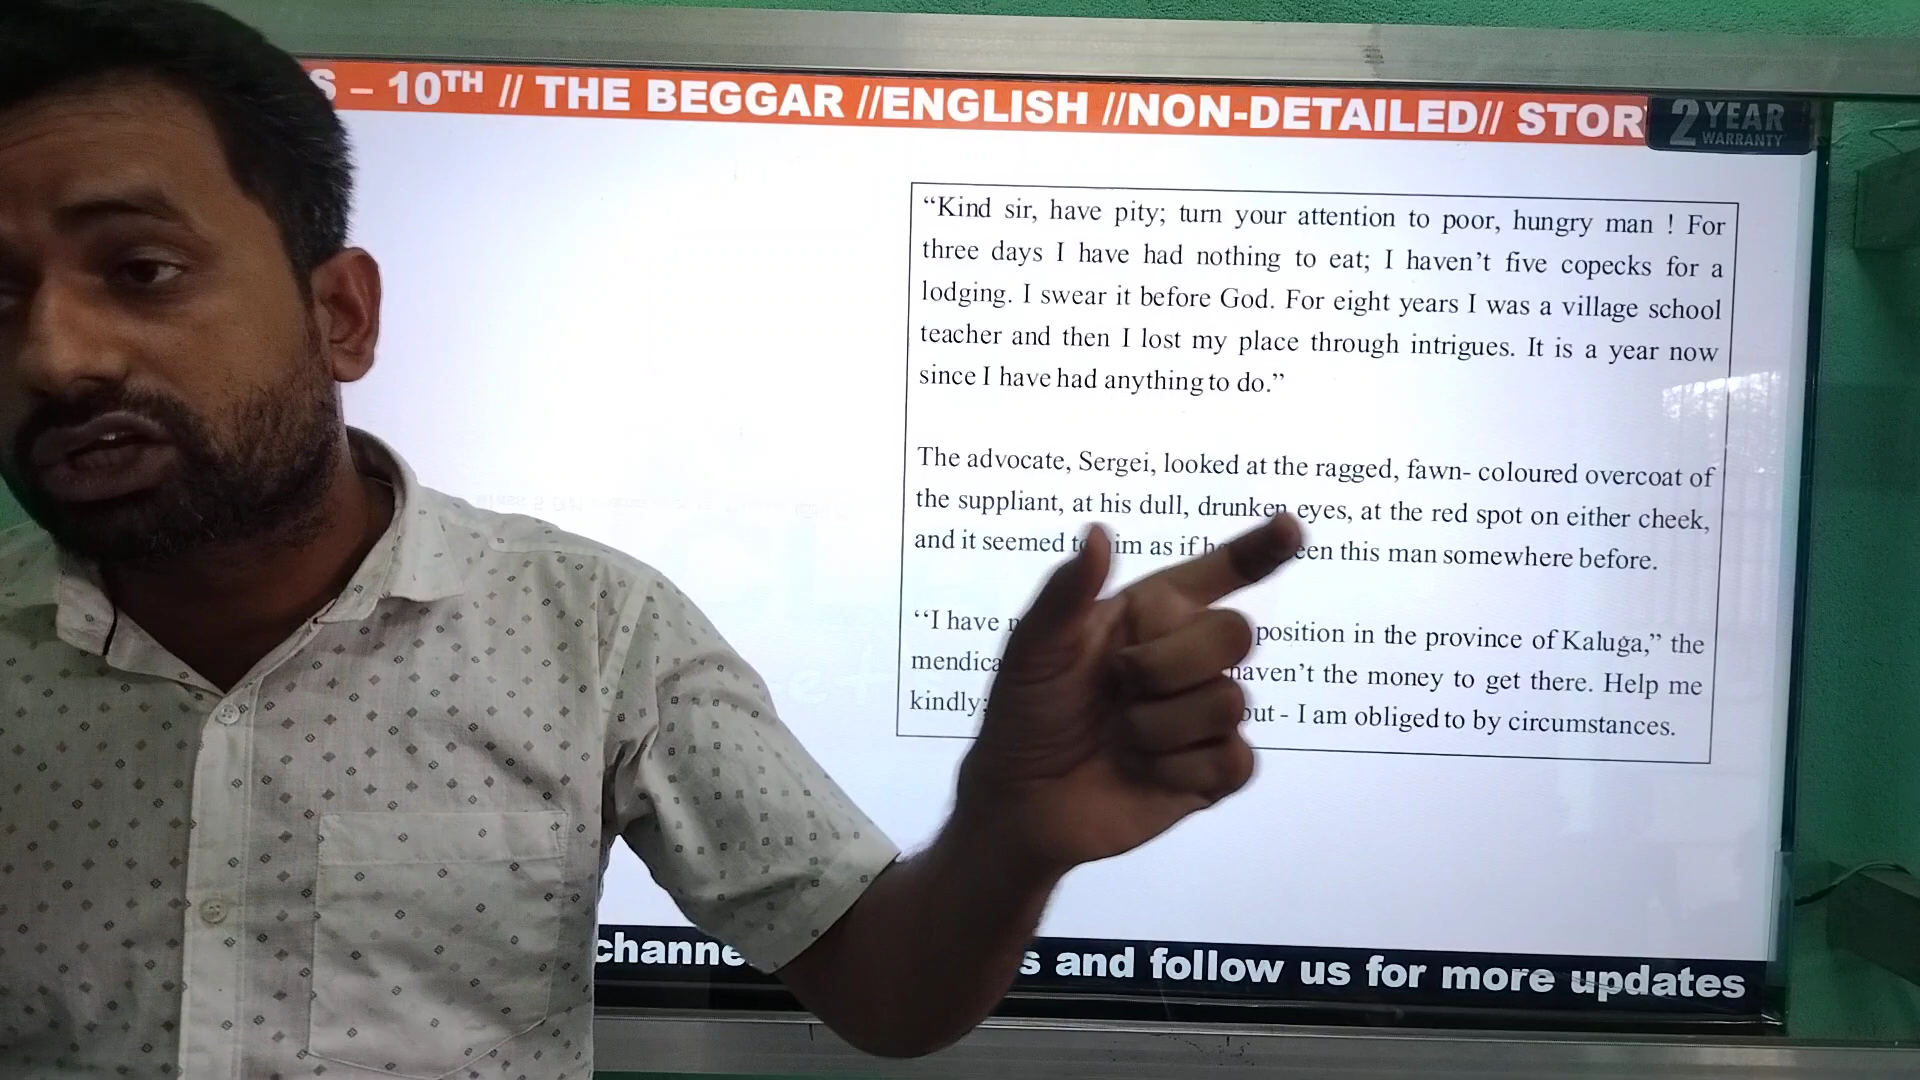 S – 10TH // THE BEGGAR //ENGLISH //NON-DETAILED// STOR
2 YEAR
WARRANTY
“Kind sir, have pity; turn your attention to poor, hungry man ! For
three days I have had nothing to eat; I haven’t five copecks for a
lodging. I swear it before God. For eight years I was a village school
teacher and then I lost my place through intrigues. It is a year now
since I have had anything to do.”
The advocate, Sergei, looked at the ragged, fawn- coloured overcoat of
the suppliant, at his dull, drunken eyes, at the red spot on either cheek,
and it seemed to him as if een this man somewhere before.
“I have position in the province of Kaluga,” the
mendica haven’t the money to get there. Help me
kindly; but - I am obliged to by circumstances.
channe s and follow us for more updates